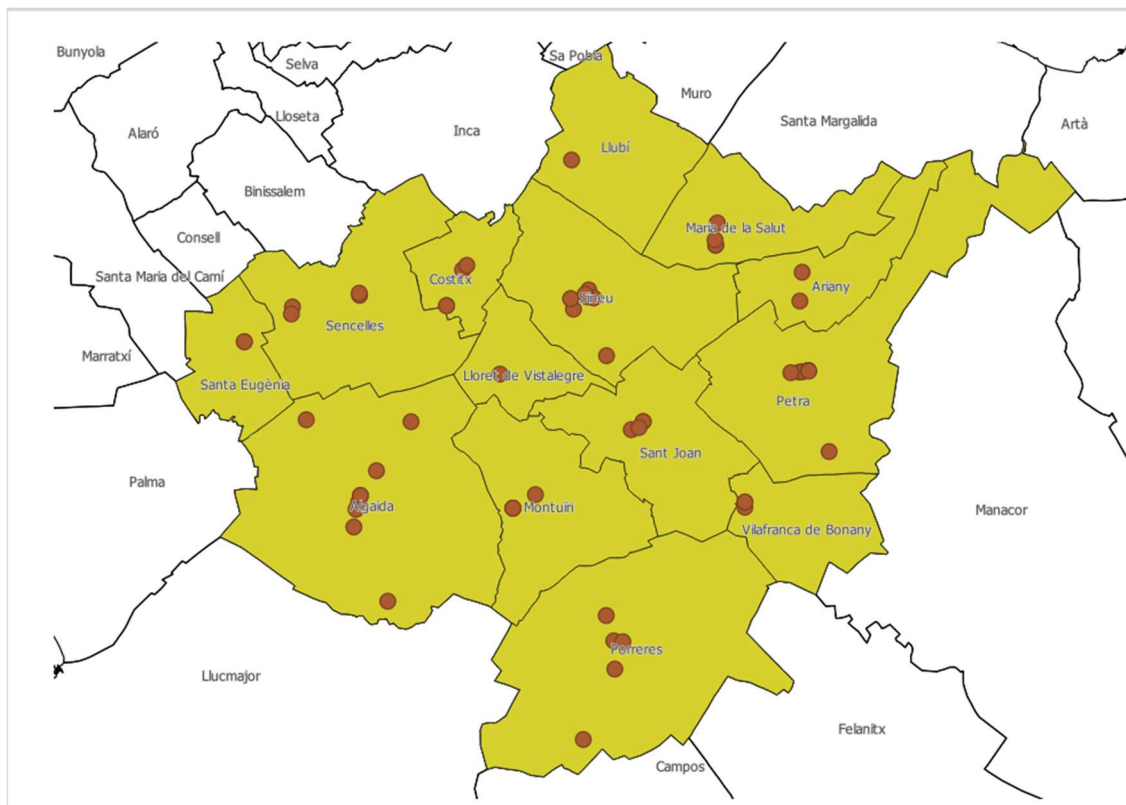 Bunyola
Sa Pobla
Selva
Muro
Lloseta
Santa Margalida
Artà
Alaró
Inca
Llubí
Binissalem
Maria de la Salut
Consell
Santa Maria del Camí
Costitx
Ariany
Sineu
Sencelles
Marratxí
Santa Eugènia
Lloret de Vistalegre
Petra
Sant Joan
Palma
Algaida
Montuïri
Manacor
Vilafranca de Bonany
Porreres
Llucmajor
Felanitx
Campos